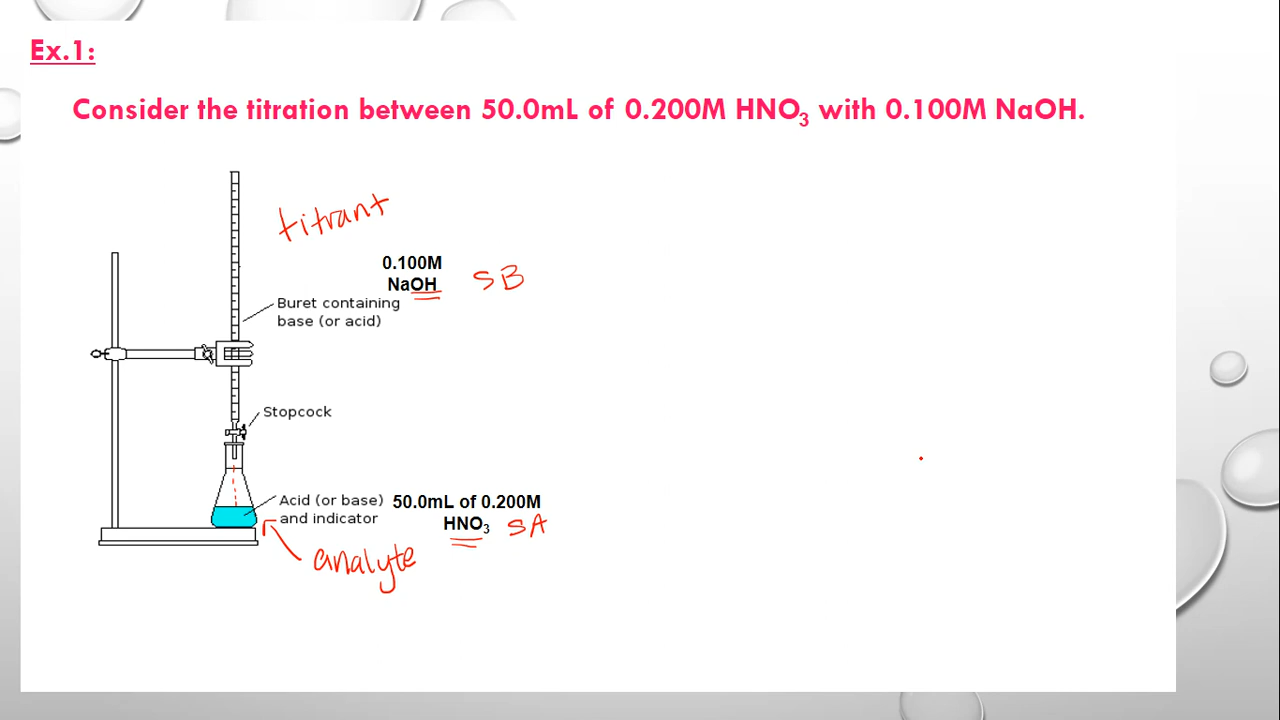 Ex.1:
Consider the titration between 50.0mL of 0.200M HNO₃ with 0.100M NaOH.
titrant
0.100M
NaOH SB
Buret containing
base (or acid)
Stopcock
Acid (or base)
and indicator
50.0mL of 0.200M
HNO₃ SA
analyte